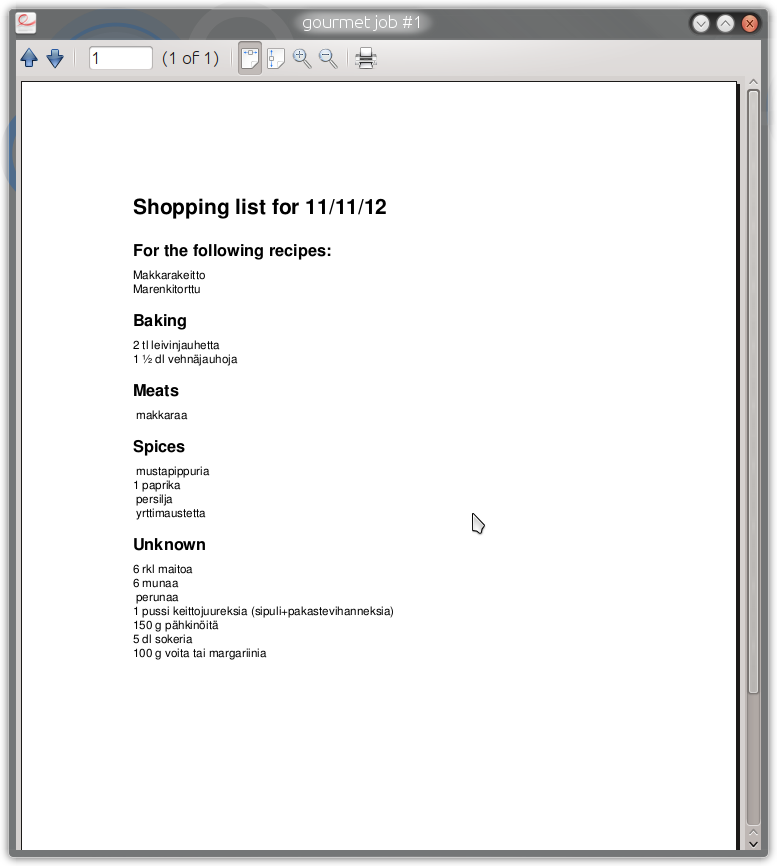 gourmet job #1
1 (1 of 1)
Shopping list for 11/11/12
For the following recipes:
Makkarakeitto
Marenkitorttu
Baking
2 tl leivinjauhetta
1 ½ dl vehnäjauhoja
Meats
makkaraa
Spices
mustapippuria
1 paprika
persilja
yrttimaustetta
Unknown
6 rkl maitoa
6 munaa
perunaa
1 pussi keittojuureksia (sipuli+pakastevihanneksia)
150 g pähkinöitä
5 dl sokeria
100 g voita tai margariinia